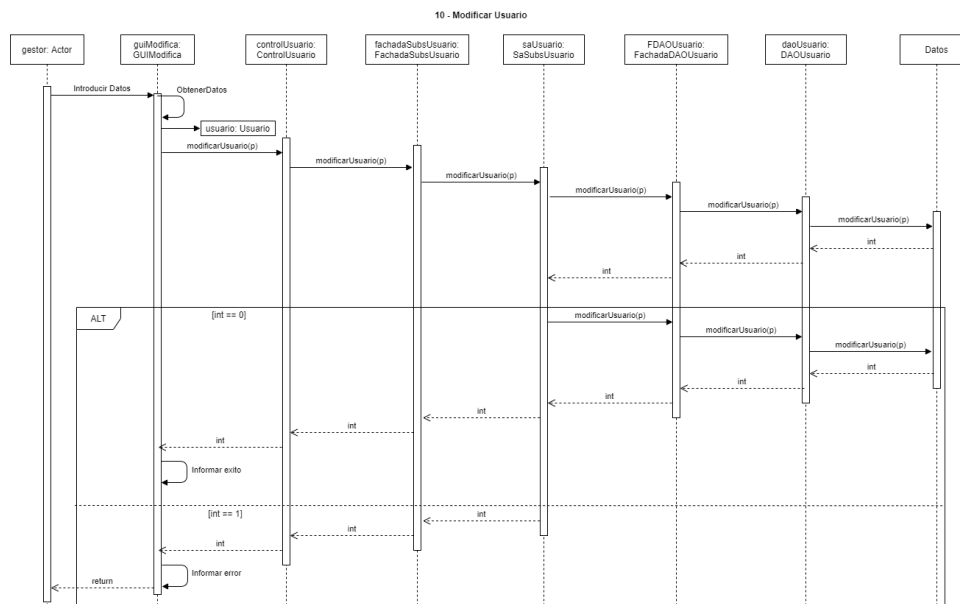 10 - Modificar Usuario
gestor: Actor
guiModifica:
GUIModifica
controlUsuario:
ControlUsuario
fachadaSubsUsuario:
FachadaSubsUsuario
saUsuario:
SaSubsUsuario
FDAOUsuario:
FachadaDAOUsuario
daoUsuario:
DAOUsuario
Datos
Introducir Datos
ObtenerDatos
usuario: Usuario
modificarUsuario(p)
modificarUsuario(p)
modificarUsuario(p)
modificarUsuario(p)
modificarUsuario(p)
modificarUsuario(p)
int
int
int
ALT
[int == 0]
modificarUsuario(p)
modificarUsuario(p)
modificarUsuario(p)
int
int
int
int
int
int
Informar exito
[int == 1]
int
int
int
Informar error
return